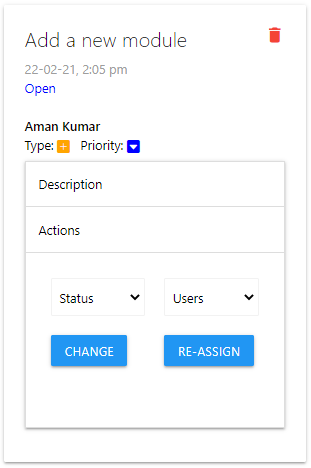 Add a new module
22-02-21, 2:05 pm
Open
Aman Kumar
Type: Priority:
Description
Actions
Status Users
CHANGE RE-ASSIGN